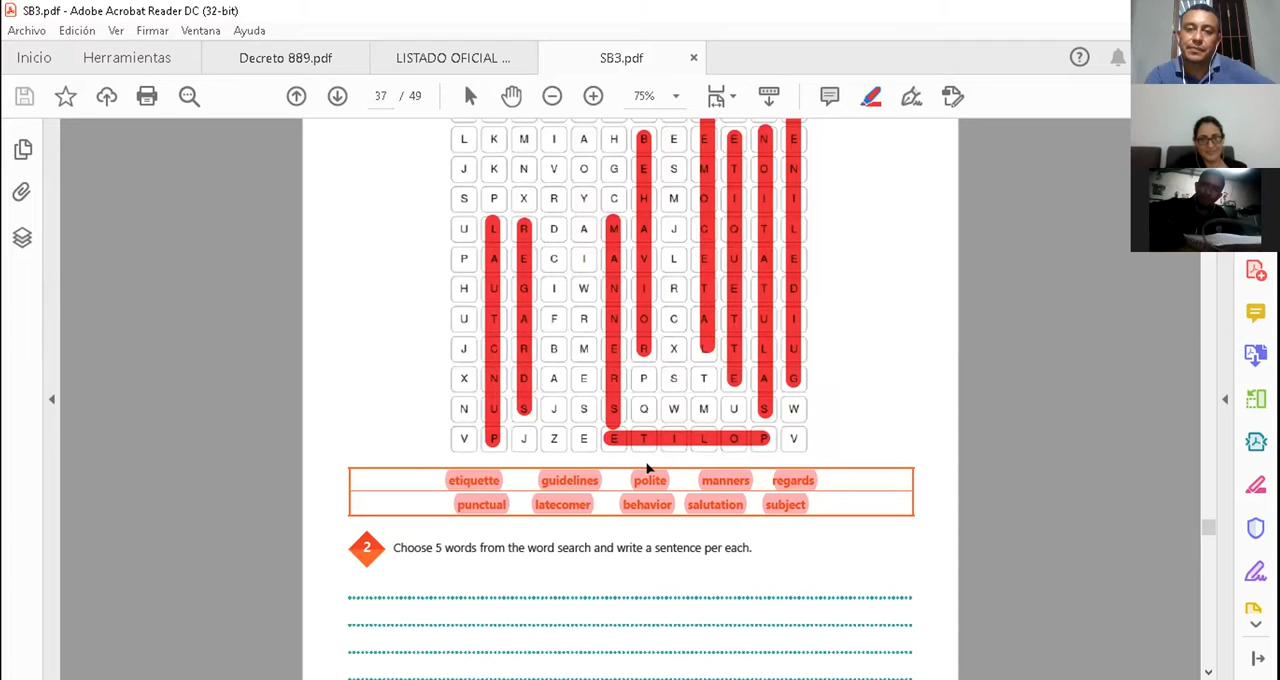 SB3.pdf - Adobe Acrobat Reader DC (32-bit)
Archivo Edición Ver Firmar Ventana Ayuda
Inicio Herramientas Decreto 889.pdf LISTADO OFICIAL ... SB3.pdf
37 / 49 75%
L K M I A H B E E T N E
J K N V O G E S M T O N
S P X R Y C H M O I I I
U L R D A M A J C Q T L
P A E C I A V L E U A E
H U G I W N I R T E T D
U T A F R N O C A T U I
J C R B M E R X L T L U
X N D A E R P S T E A G
N U S J S S Q W M U S W
V P J Z E E T I L O P V
etiquette guidelines polite manners regards
punctual latecomer behavior salutation subject
2 Choose 5 words from the word search and write a sentence per each.